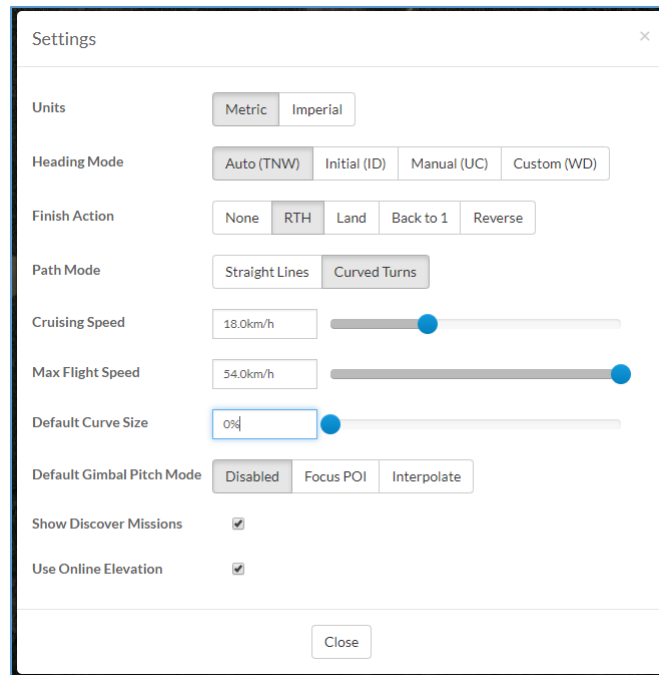 Settings ×
Units Metric Imperial
Heading Mode Auto (TNW) Initial (ID) Manual (UC) Custom (WD)
Finish Action None RTH Land Back to 1 Reverse
Path Mode Straight Lines Curved Turns
Cruising Speed 18.0km/h
Max Flight Speed 54.0km/h
Default Curve Size 0%
Default Gimbal Pitch Mode Disabled Focus POI Interpolate
Show Discover Missions
Use Online Elevation
Close